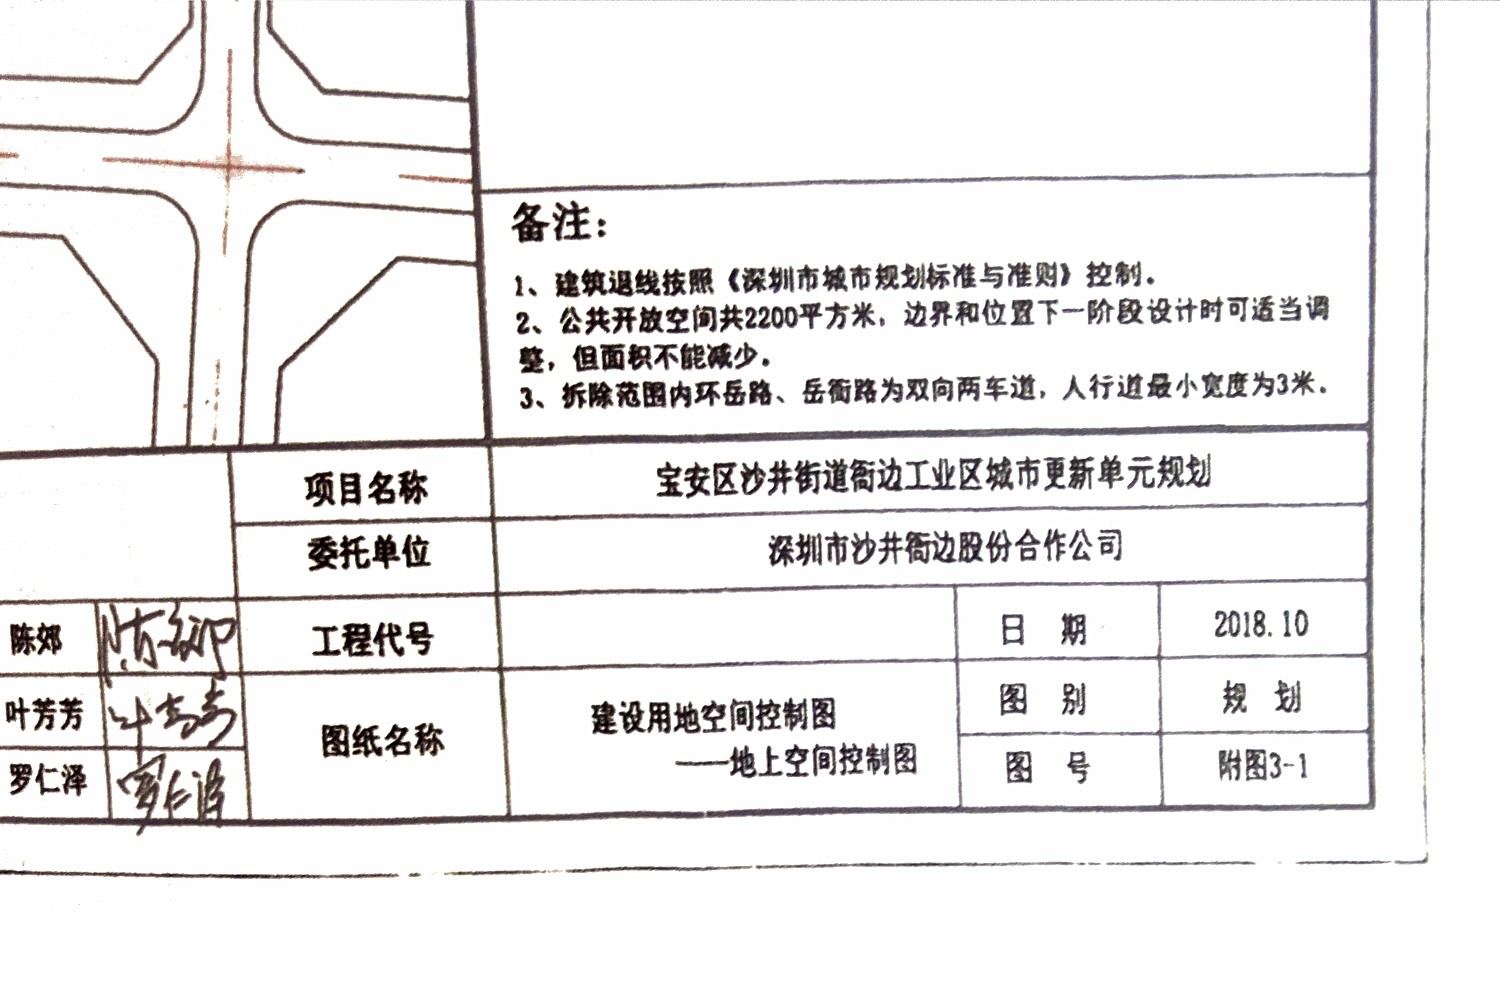 备注：
1、建筑退线按照《深圳市城市规划标准与准则》控制.
2、公共开放空间共2200平方米，边界和位置下一阶段设计时可适当调
整，但面积不能减少.
3、拆除范围内环岳路、岳衙路为双向两车道，人行道最小宽度为3米.
项目名称 宝安区沙井街道衙边工业区城市更新单元规划
委托单位 深圳市沙井衙边股份合作公司
陈郊 陈郊 工程代号 日 期 2018.10
叶芳芳 叶芳芳 图纸名称 建设用地空间控制图 图 别 规 划
——地上空间控制图
罗仁泽 罗仁泽 图 号 附图3-1